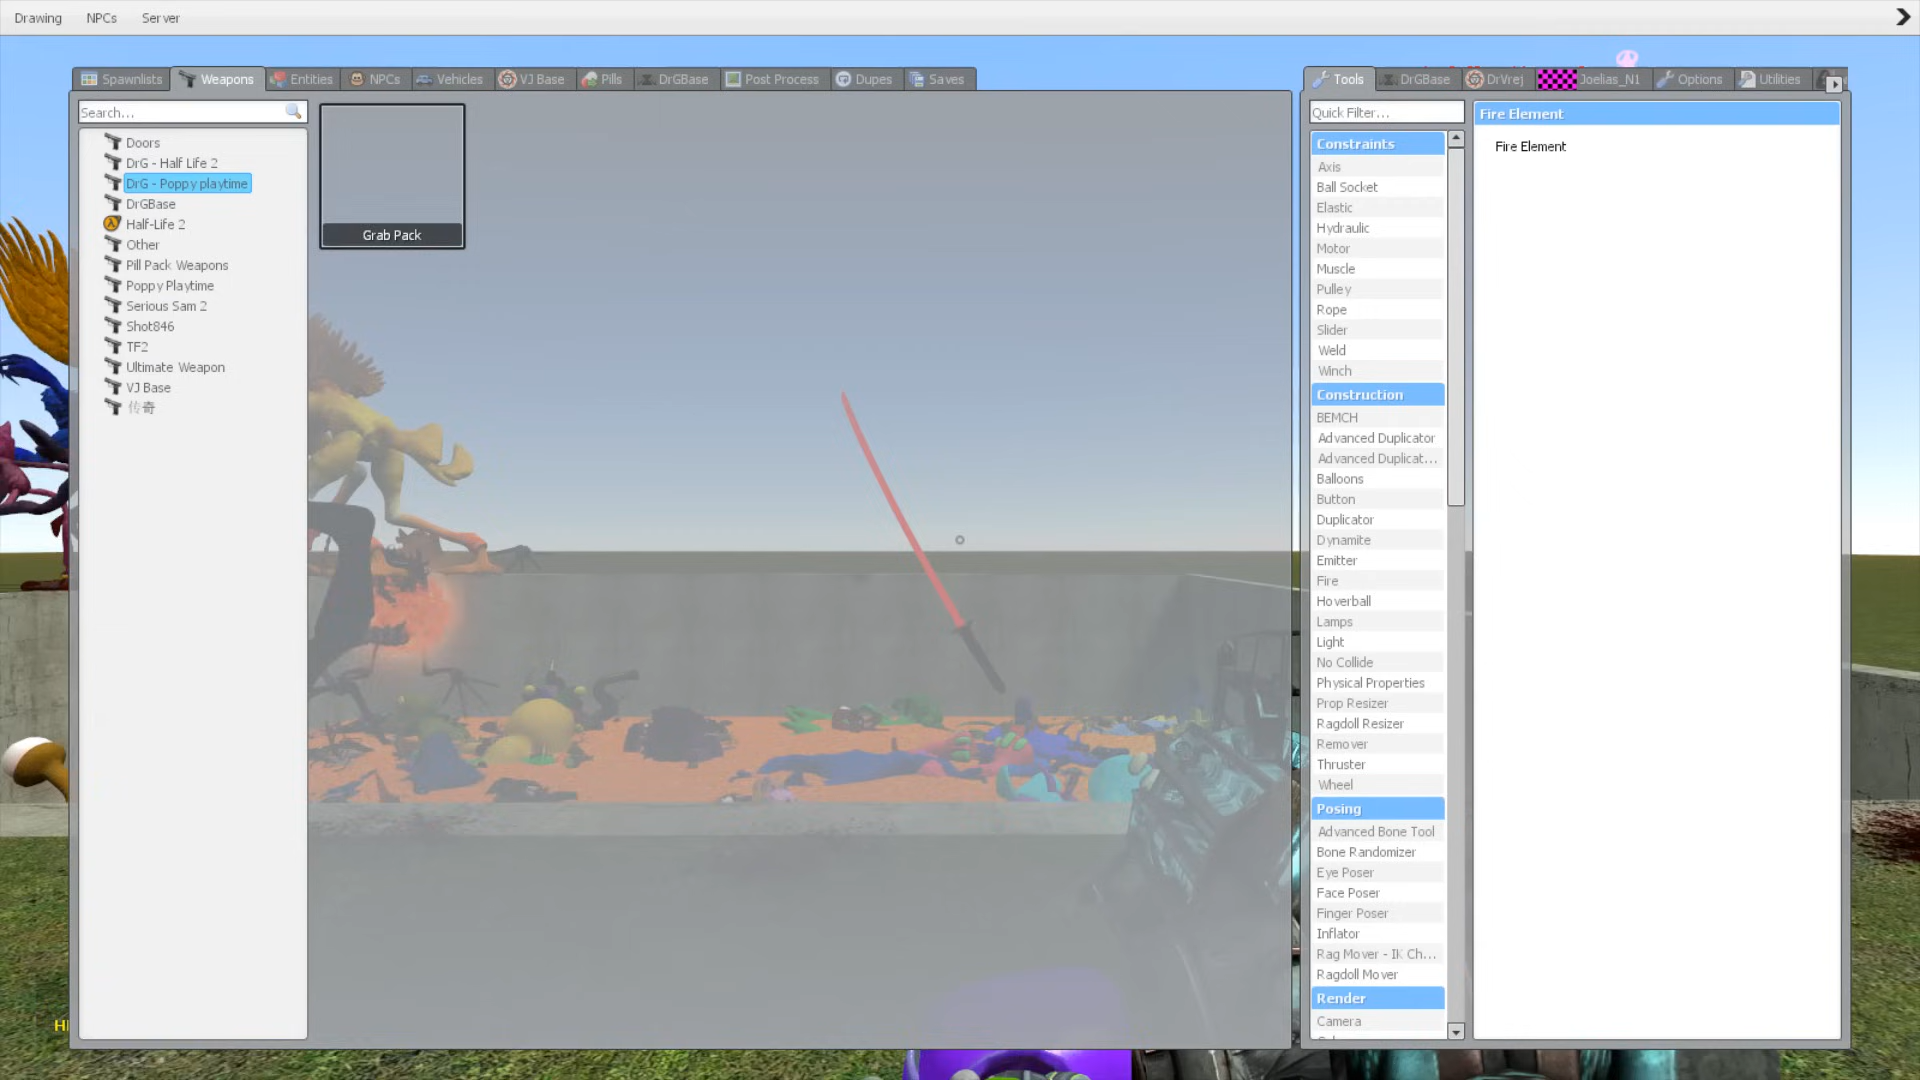 Drawing NPCs Server
Spawnlists Weapons Entities NPCs Vehicles VJ Base Pills DrGBase Post Process Dupes Saves
Search...
Doors
DrG - Half Life 2
DrG - Poppy playtime
DrGBase
Half-Life 2
Other
Pill Pack Weapons
Poppy Playtime
Serious Sam 2
Shot846
TF2
Ultimate Weapon
VJ Base
传奇
Grab Pack
Tools DrGBase DrVrej Joelias_N1 Options Utilities
Quick Filter...
Constraints
Axis
Ball Socket
Elastic
Hydraulic
Motor
Muscle
Pulley
Rope
Slider
Weld
Winch
Construction
BEMCH
Advanced Duplicator
Advanced Duplicat...
Balloons
Button
Duplicator
Dynamite
Emitter
Fire
Hoverball
Lamps
Light
No Collide
Physical Properties
Prop Resizer
Ragdoll Resizer
Remover
Thruster
Wheel
Posing
Advanced Bone Tool
Bone Randomizer
Eye Poser
Face Poser
Finger Poser
Inflator
Rag Mover - IK Ch...
Ragdoll Mover
Render
Camera
Fire Element
Fire Element